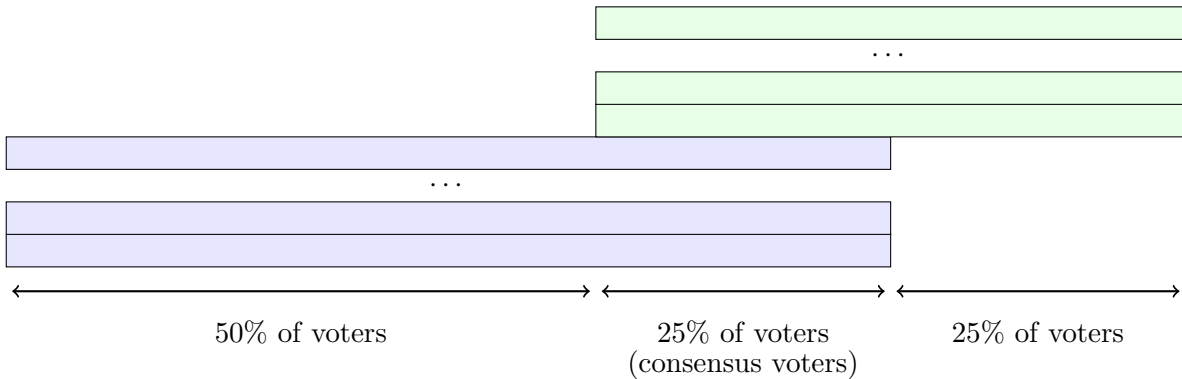 ...
...
50% of voters
25% of voters
(consensus voters)
25% of voters